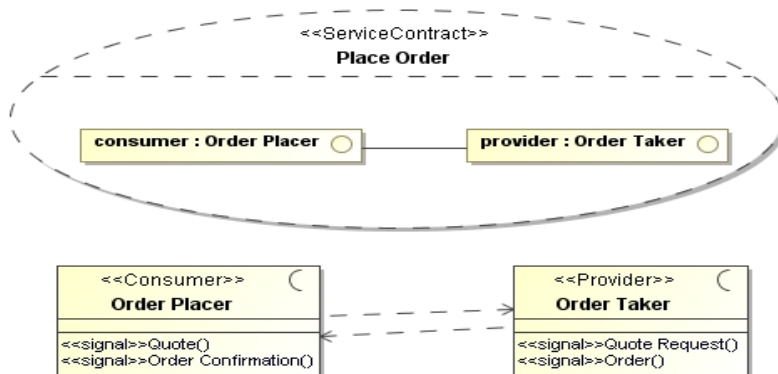 <<ServiceContract>>
Place Order
consumer : Order Placer
provider : Order Taker
<<Consumer>>
Order Placer
<<signal>>Quote()
<<signal>>Order Confirmation()
<<Provider>>
Order Taker
<<signal>>Quote Request()
<<signal>>Order()